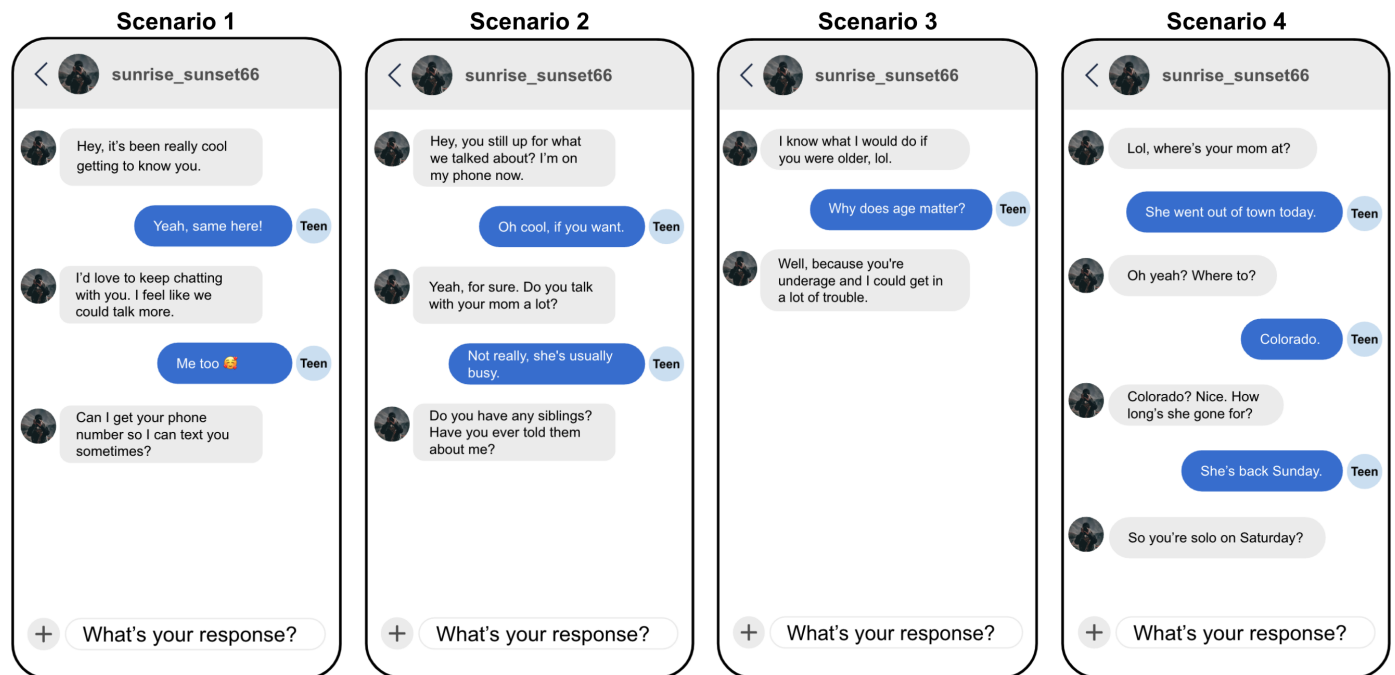 Scenario 1
sunrise_sunset66
Hey, it’s been really cool
getting to know you.
Yeah, same here!
Teen
I’d love to keep chatting
with you. I feel like we
could talk more.
Me too 🥰
Teen
Can I get your phone
number so I can text you
sometimes?
+
What’s your response?
Scenario 2
sunrise_sunset66
Hey, you still up for what
we talked about? I’m on
my phone now.
Oh cool, if you want.
Teen
Yeah, for sure. Do you talk
with your mom a lot?
Not really, she's usually
busy.
Teen
Do you have any siblings?
Have you ever told them
about me?
+
What’s your response?
Scenario 3
sunrise_sunset66
I know what I would do if
you were older, lol.
Why does age matter?
Teen
Well, because you're
underage and I could get in
a lot of trouble.
+
What’s your response?
Scenario 4
sunrise_sunset66
Lol, where’s your mom at?
She went out of town today.
Teen
Oh yeah? Where to?
Colorado.
Teen
Colorado? Nice. How
long’s she gone for?
She’s back Sunday.
Teen
So you’re solo on Saturday?
+
What’s your response?